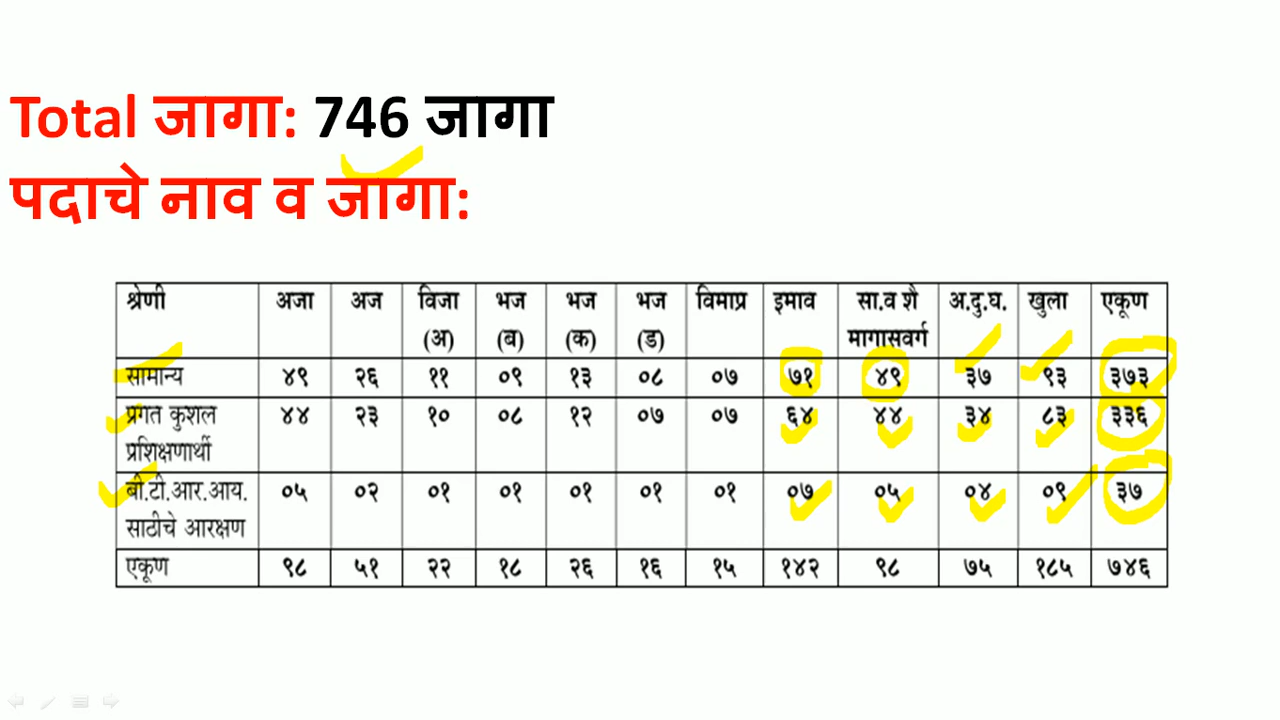 Total जागा: 746 जागा
पदाचे नाव व जागा:
श्रेणी अजा अज विजा (अ) भज (ब) भज (क) भज (ड) विमाप्र इमाव सा.व शै मागासवर्ग अ.दु.घ. खुला एकूण
सामान्य ४९ २६ ११ ०९ १३ ०८ ०७ ७१ ४९ ३७ ९३ ३७३
प्रगत कुशल प्रशिक्षणार्थी ४४ २३ १० ०८ १२ ०७ ०७ ६४ ४४ ३४ ८३ ३३६
बी.टी.आर.आय. साठीचे आरक्षण ०५ ०२ ०१ ०१ ०१ ०१ ०१ ०७ ०५ ०४ ०९ ३७
एकूण ९८ ५१ २२ १८ २६ १६ १५ १४२ ९८ ७५ १८५ ७४६